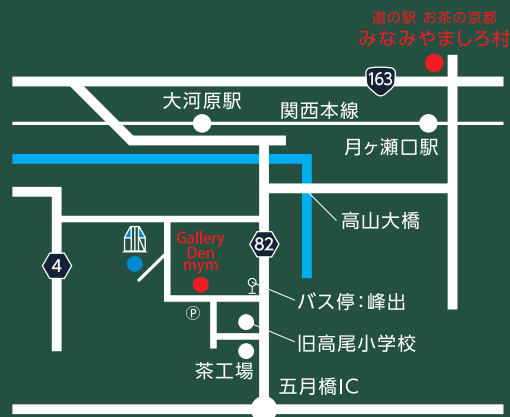 道の駅 お茶の京都
みなみやましろ村
163
大河原駅
関西本線
月ヶ瀬口駅
高山大橋
Gallery
Den
mym
82
4
バス停：峰出
P
旧高尾小学校
茶工場
五月橋IC